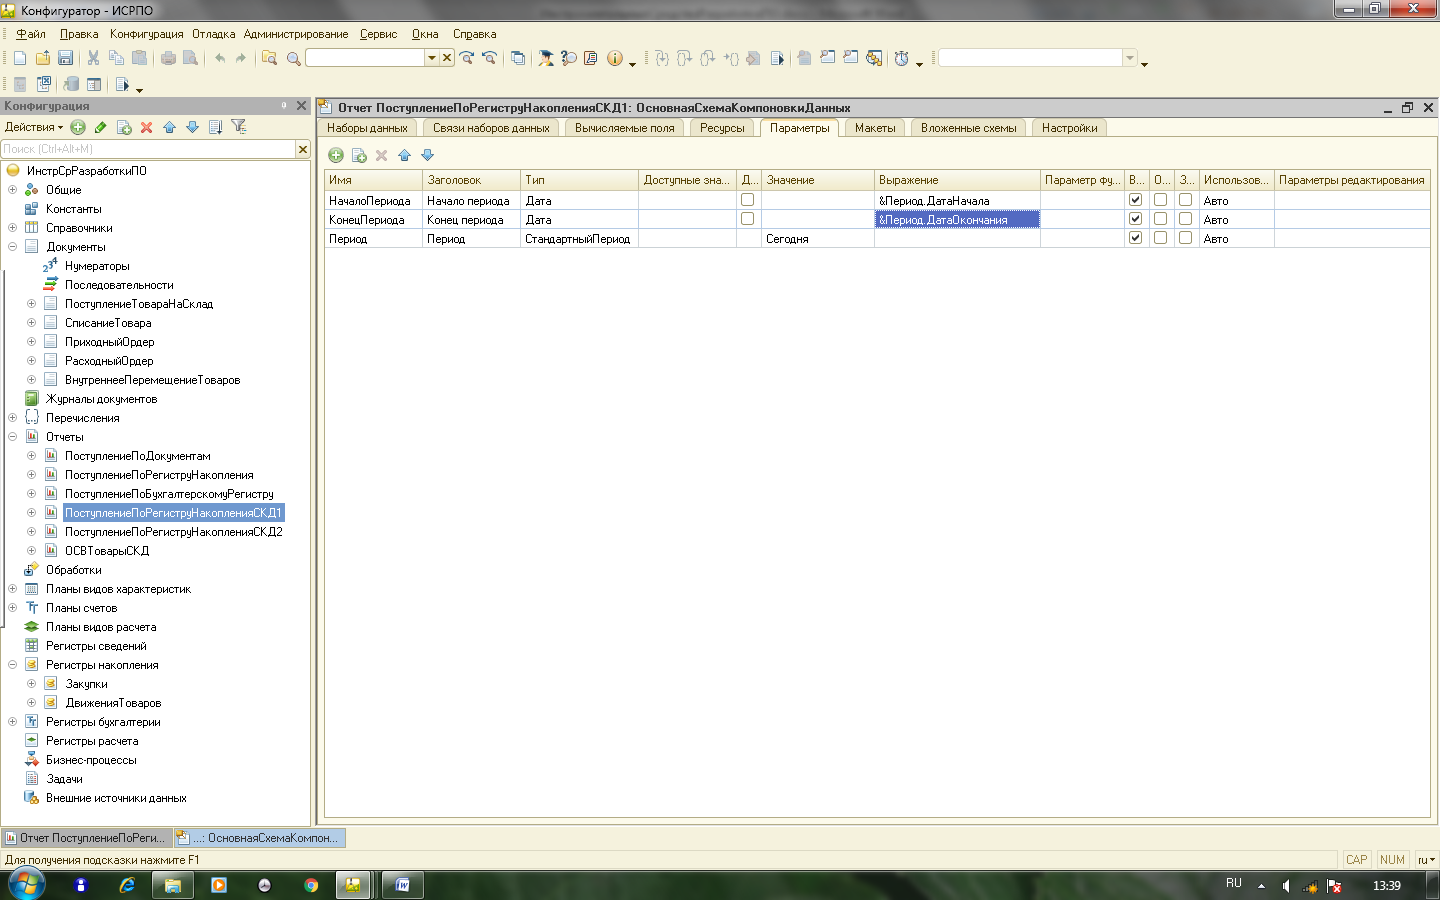 Конфигуратор - ИСРПО
Файл Правка Конфигурация Отладка Администрирование Сервис Окна Справка
Конфигурация
Действия
Поиск (Ctrl+Alt+M)
ИнстрСрРазработкиПО
Общие
Константы
Справочники
Документы
Нумераторы
Последовательности
ПоступлениеТовараНаСклад
СписаниеТовара
ПриходныйОрдер
РасходныйОрдер
ВнутреннееПеремещениеТоваров
Журналы документов
Перечисления
Отчеты
ПоступлениеПоДокументам
ПоступлениеПоРегиструНакопления
ПоступлениеПоБухгалтерскомуРегистру
ПоступлениеПоРегиструНакопленияСКД1
ПоступлениеПоРегиструНакопленияСКД2
ОСВТоварыСКД
Обработки
Планы видов характеристик
Планы счетов
Планы видов расчета
Регистры сведений
Регистры накопления
Закупки
ДвиженияТоваров
Регистры бухгалтерии
Регистры расчета
Бизнес-процессы
Задачи
Внешние источники данных
Отчет ПоступлениеПоРегиструНакопленияСКД1: ОсновнаяСхемаКомпоновкиДанных
Наборы данных Связи наборов данных Вычисляемые поля Ресурсы Параметры Макеты Вложенные схемы Настройки
Имя Заголовок Тип Доступные зна... Д... Значение Выражение Параметр фу... В... О... З... Использов... Параметры редактирования
НачалоПериода Начало периода Дата &Период.ДатаНачала Авто
КонецПериода Конец периода Дата &Период.ДатаОкончания Авто
Период Период СтандартныйПериод Сегодня Авто
Отчет ПоступлениеПоРеги... ...: ОсновнаяСхемаКомпон...
Для получения подсказки нажмите F1
CAP NUM ru
RU 13:39